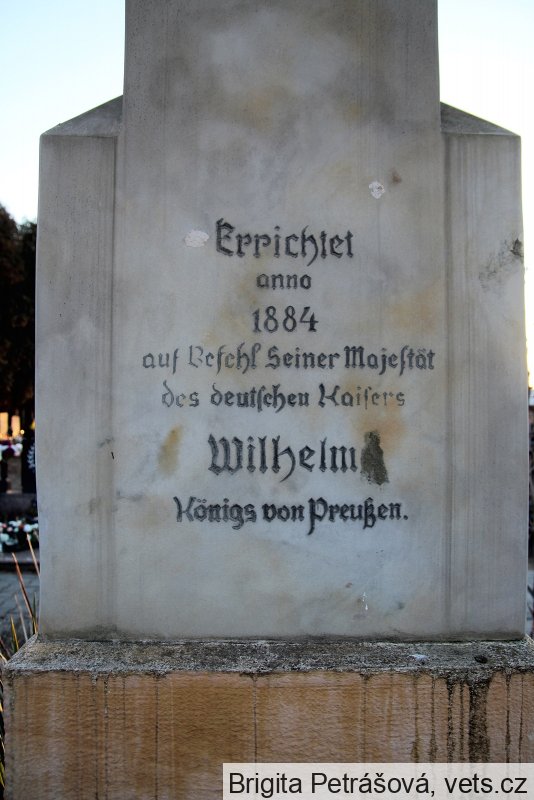 Errichtet
anno
1884
auf Befehl Seiner Majestät
des deutschen Kaisers
Wilhelm
Königs von Preußen.
Brigita Petrášová, vets.cz